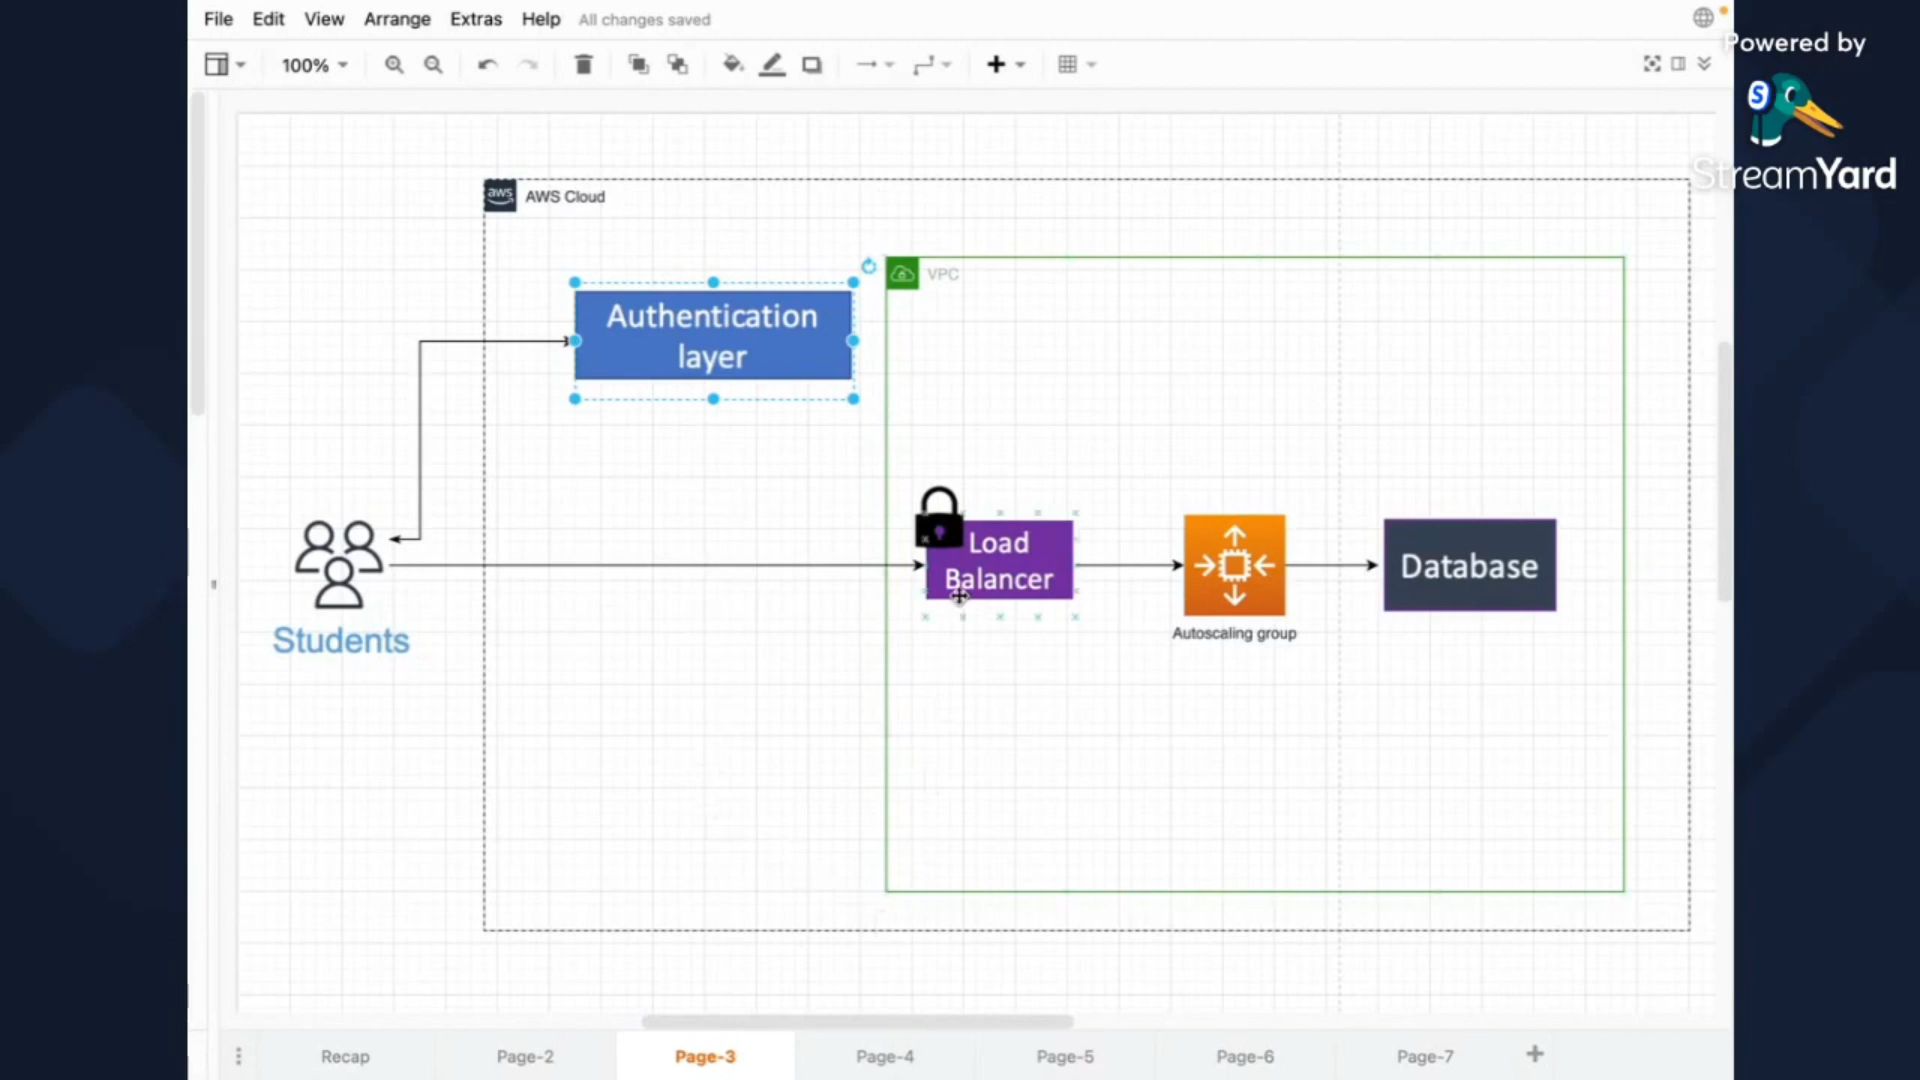 File Edit View Arrange Extras Help All changes saved
100%
Powered by
S
StreamYard
aws AWS Cloud
VPC
Authentication
layer
Load
Balancer
Database
Autoscaling group
Students
Recap Page-2 Page-3 Page-4 Page-5 Page-6 Page-7